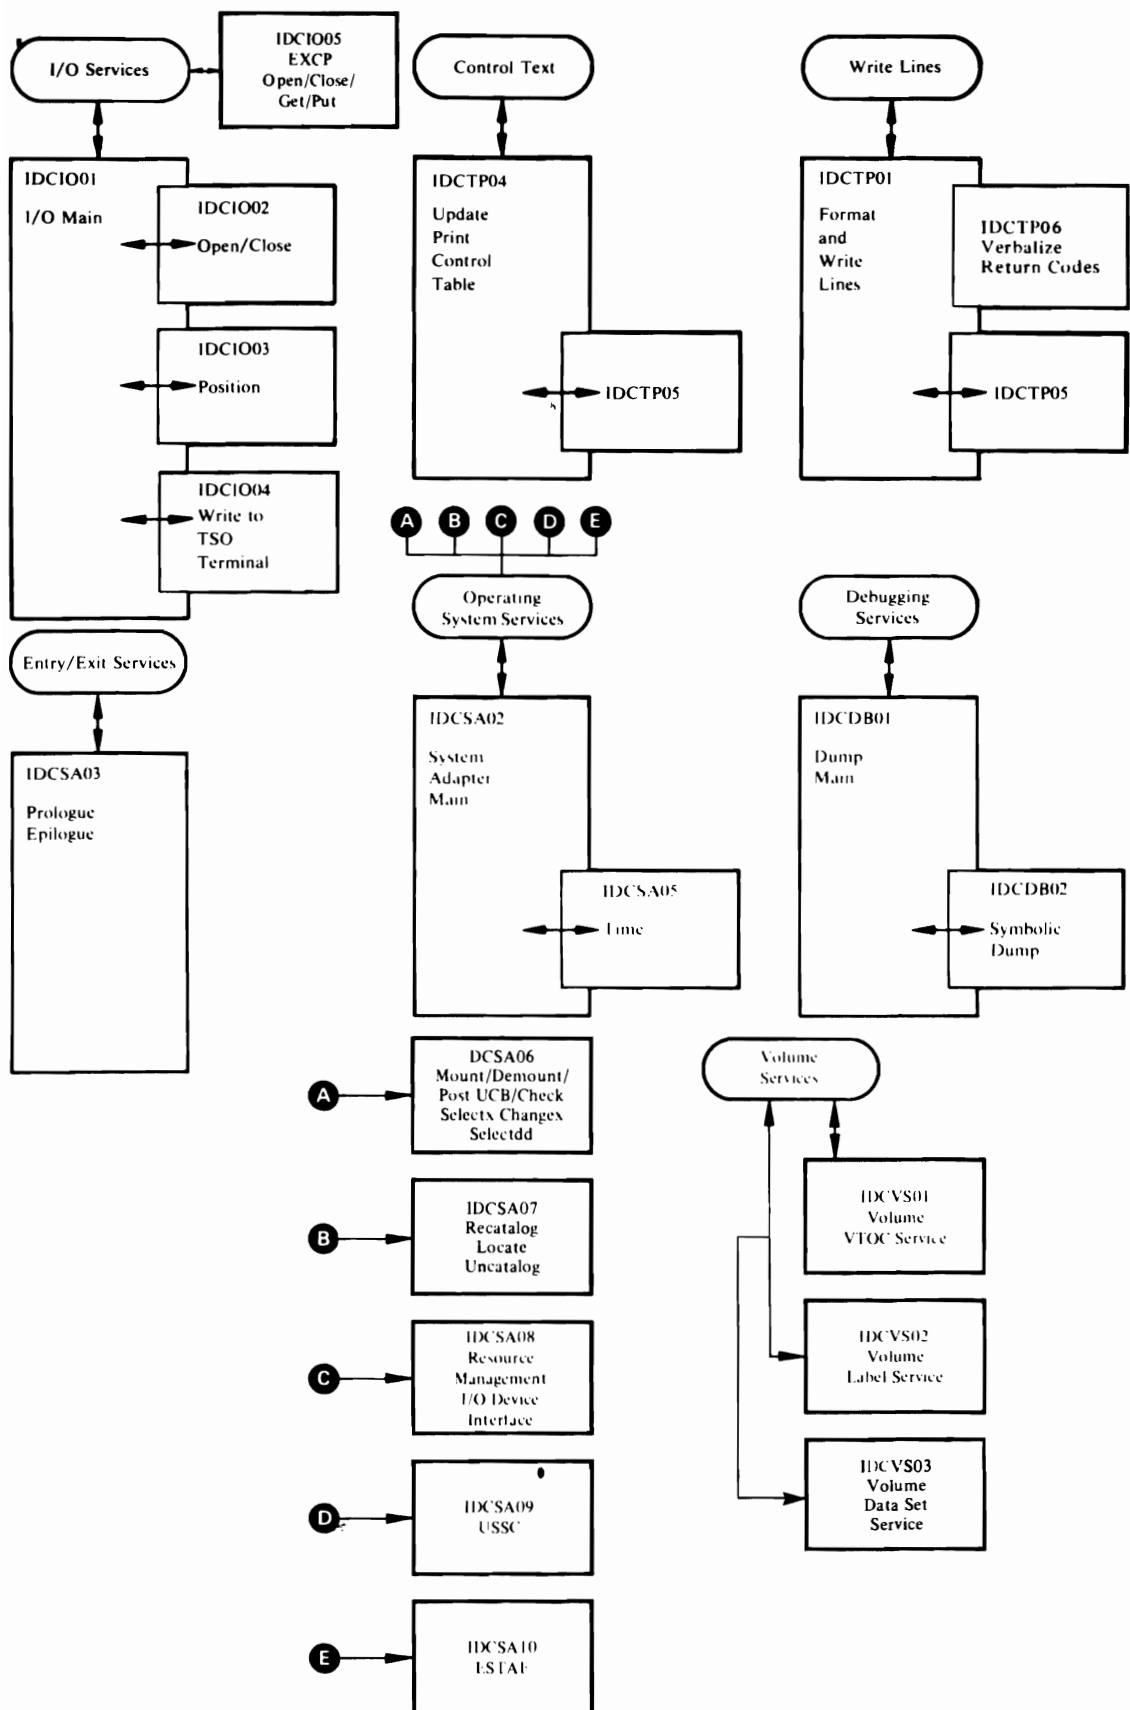 I/O Services
IDCIO05
EXCP
Open/Close/
Get/Put
IDCIO01
I/O Main
IDCIO02
Open/Close
IDCIO03
Position
IDCIO04
Write to
TSO
Terminal
Control Text
IDCTP04
Update
Print
Control
Table
IDCTP05
Write Lines
IDCTP01
Format
and
Write
Lines
IDCTP06
Verbalize
Return Codes
IDCTP05
Entry/Exit Services
IDCSA03
Prologue
Epilogue
A B C D E
Operating
System Services
IDCSA02
System
Adapter
Main
IDCSA05
Time
Debugging
Services
IDCDB01
Dump
Main
IDCDB02
Symbolic
Dump
A
DCSA06
Mount/Demount/
Post UCB/Check
Selectx Changex
Selectdd
B
IDCSA07
Recatalog
Locate
Uncatalog
C
IDCSA08
Resource
Management
I/O Device
Interface
D
IDCSA09
USSC
E
IDCSA10
ESTAE
Volume
Services
IDCVS01
Volume
VTOC Service
IDCVS02
Volume
Label Service
IDCVS03
Volume
Data Set
Service